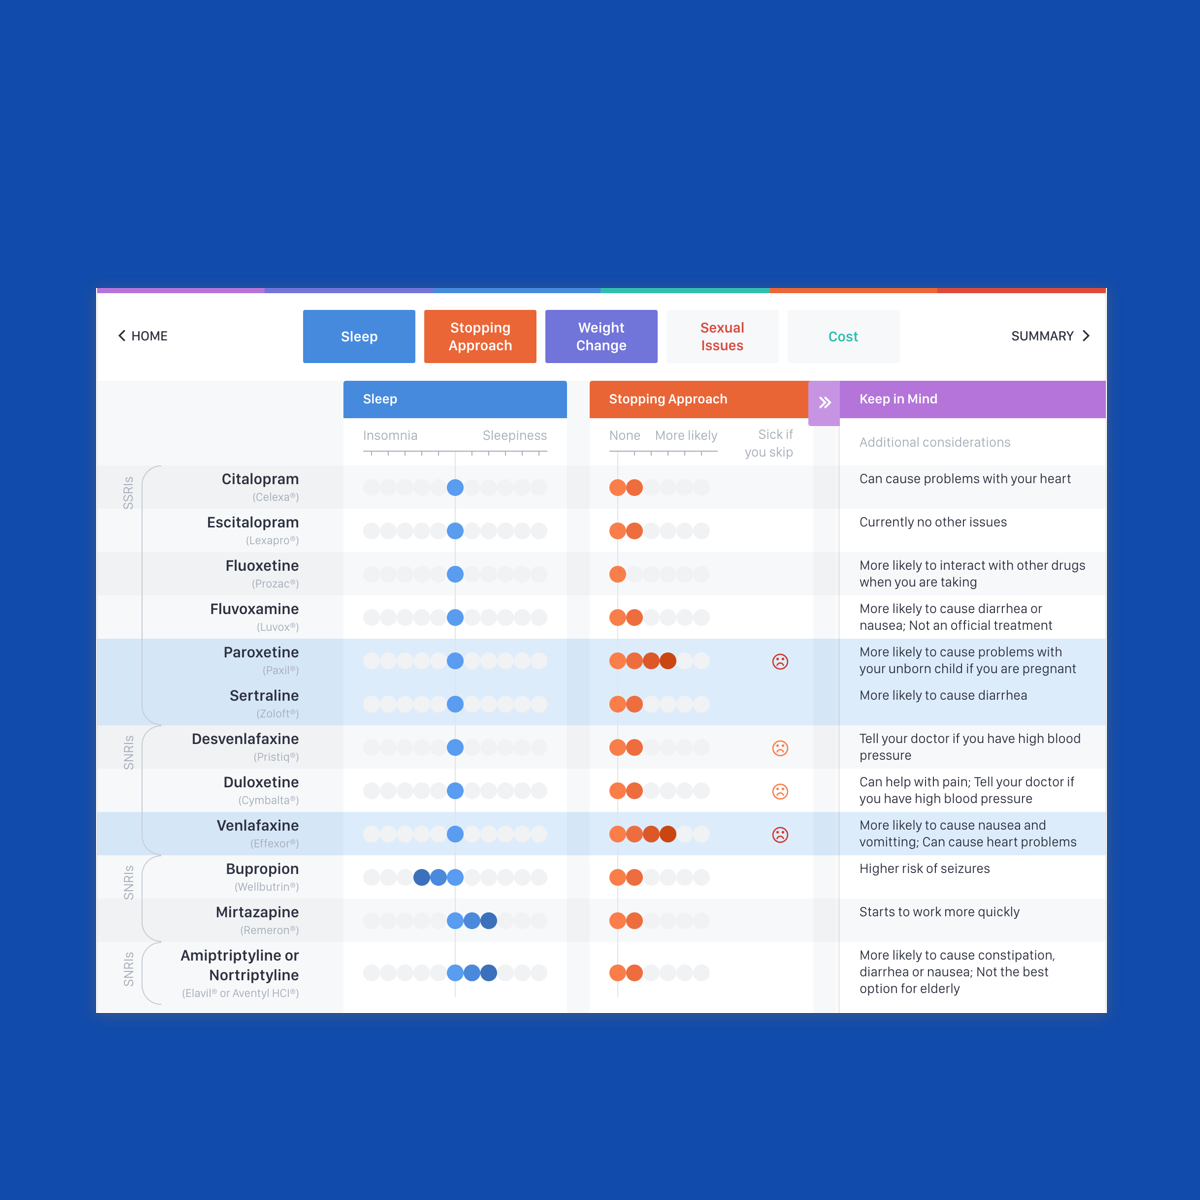 HOME
Sleep
Stopping
Approach
Weight
Change
Sexual
Issues
Cost
SUMMARY
Sleep
Stopping Approach
Keep in Mind
Insomnia
Sleepiness
None
More likely
Sick if
you skip
Additional considerations
SSRIs
Citalopram
(Celexa®)
Can cause problems with your heart
Escitalopram
(Lexapro®)
Currently no other issues
Fluoxetine
(Prozac®)
More likely to interact with other drugs
when you are taking
Fluvoxamine
(Luvox®)
More likely to cause diarrhea or
nausea; Not an official treatment
Paroxetine
(Paxil®)
More likely to cause problems with
your unborn child if you are pregnant
Sertraline
(Zoloft®)
More likely to cause diarrhea
SNRIs
Desvenlafaxine
(Pristiq®)
Tell your doctor if you have high blood
pressure
Duloxetine
(Cymbalta®)
Can help with pain; Tell your doctor if
you have high blood pressure
Venlafaxine
(Effexor®)
More likely to cause nausea and
vomitting; Can cause heart problems
SNRIs
Bupropion
(Wellbutrin®)
Higher risk of seizures
Mirtazapine
(Remeron®)
Starts to work more quickly
SNRIs
Amiptriptyline or
Nortriptyline
(Elavil® or Aventyl HCl®)
More likely to cause constipation,
diarrhea or nausea; Not the best
option for elderly